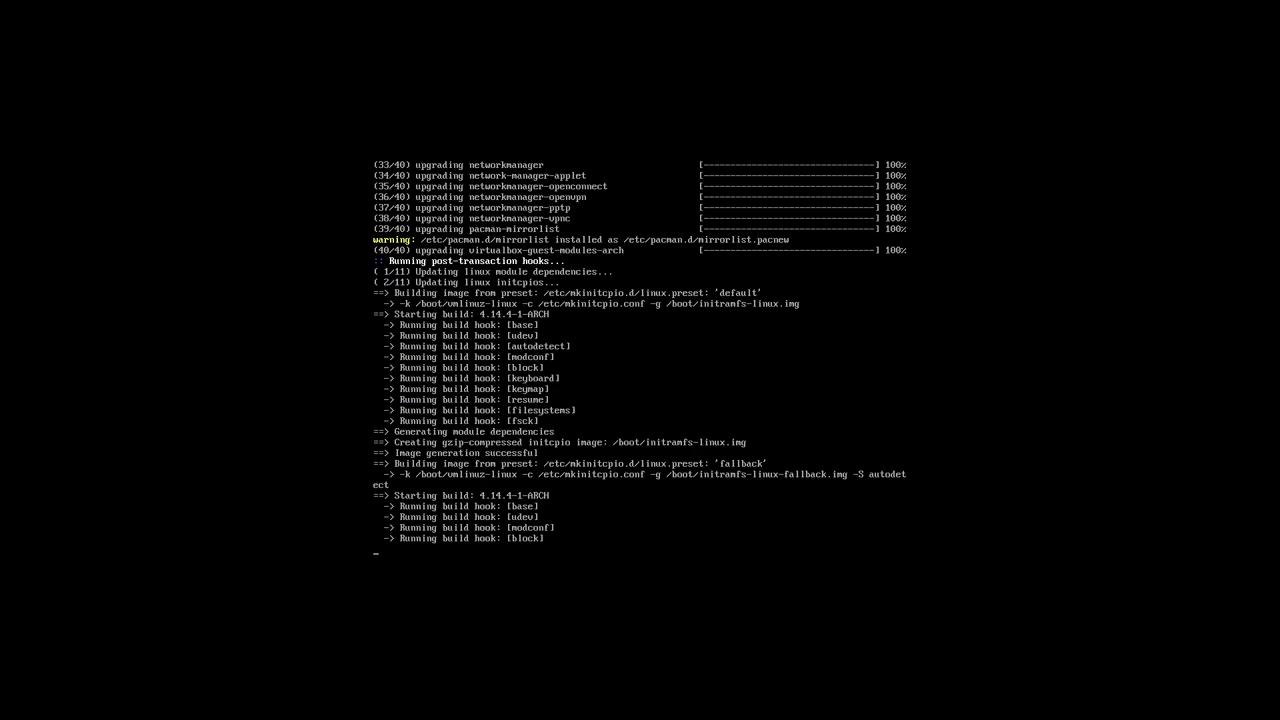 (33/40) upgrading networkmanager [--------------------------------] 100%
(34/40) upgrading network-manager-applet [--------------------------------] 100%
(35/40) upgrading networkmanager-openconnect [--------------------------------] 100%
(36/40) upgrading networkmanager-openvpn [--------------------------------] 100%
(37/40) upgrading networkmanager-pptp [--------------------------------] 100%
(38/40) upgrading networkmanager-vpnc [--------------------------------] 100%
(39/40) upgrading pacman-mirrorlist [--------------------------------] 100%
warning: /etc/pacman.d/mirrorlist installed as /etc/pacman.d/mirrorlist.pacnew
(40/40) upgrading virtualbox-guest-modules-arch [--------------------------------] 100%
:: Running post-transaction hooks...
( 1/11) Updating linux module dependencies...
( 2/11) Updating linux initcpios...
==> Building image from preset: /etc/mkinitcpio.d/linux.preset: 'default'
  -> -k /boot/vmlinuz-linux -c /etc/mkinitcpio.conf -g /boot/initramfs-linux.img
==> Starting build: 4.14.4-1-ARCH
  -> Running build hook: [base]
  -> Running build hook: [udev]
  -> Running build hook: [autodetect]
  -> Running build hook: [modconf]
  -> Running build hook: [block]
  -> Running build hook: [keyboard]
  -> Running build hook: [keymap]
  -> Running build hook: [resume]
  -> Running build hook: [filesystems]
  -> Running build hook: [fsck]
==> Generating module dependencies
==> Creating gzip-compressed initcpio image: /boot/initramfs-linux.img
==> Image generation successful
==> Building image from preset: /etc/mkinitcpio.d/linux.preset: 'fallback'
  -> -k /boot/vmlinuz-linux -c /etc/mkinitcpio.conf -g /boot/initramfs-linux-fallback.img -S autodet
ect
==> Starting build: 4.14.4-1-ARCH
  -> Running build hook: [base]
  -> Running build hook: [udev]
  -> Running build hook: [modconf]
  -> Running build hook: [block]
_